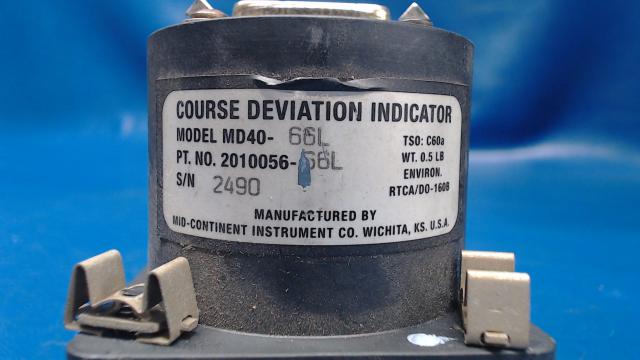 COURSE DEVIATION INDICATOR
MODEL MD40-66L
PT. NO. 2010056-66L
S/N 2490
TSO: C60a
WT. 0.5 LB
ENVIRON.
RTCA/DO-160B
MANUFACTURED BY
MID-CONTINENT INSTRUMENT CO. WICHITA, KS. U.S.A.